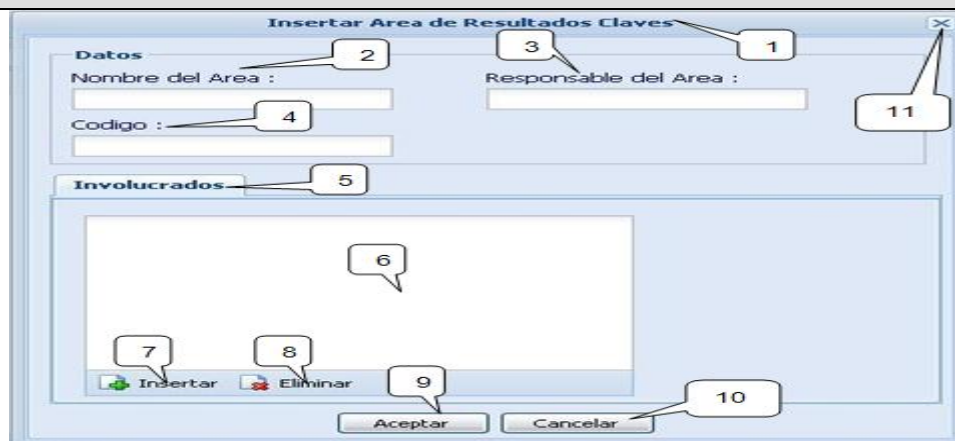 Insertar Area de Resultados Claves
1
Datos
2
3
Nombre del Area :
Responsable del Area :
11
Codigo :
4
Involucrados
5
6
7
8
Insertar
Eliminar
9
10
Aceptar
Cancelar